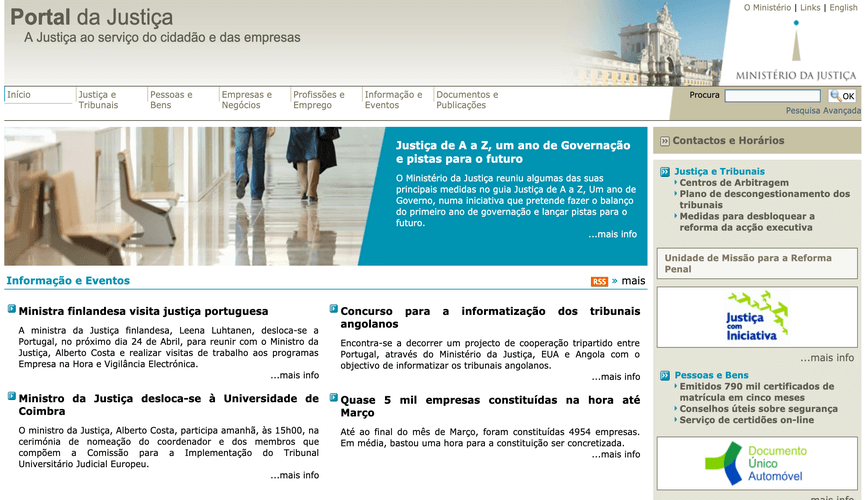 Portal da Justiça
A Justiça ao serviço do cidadão e das empresas
O Ministério | Links | English
MINISTÉRIO DA JUSTIÇA
Início
Justiça e
Tribunais
Pessoas e
Bens
Empresas e
Negócios
Profissões e
Emprego
Informação e
Eventos
Documentos e
Publicações
Procura
OK
Pesquisa Avançada
Justiça de A a Z, um ano de Governação
e pistas para o futuro
O Ministério da Justiça reuniu algumas das suas
principais medidas no guia Justiça de A a Z, Um ano de
Governo, numa iniciativa que pretende fazer o balanço
do primeiro ano de governação e lançar pistas para o
futuro.
...mais info
Informação e Eventos
RSS » mais
Ministra finlandesa visita justiça portuguesa
A ministra da Justiça finlandesa, Leena Luhtanen, desloca-se a
Portugal, no próximo dia 24 de Abril, para reunir com o Ministro da
Justiça, Alberto Costa e realizar visitas de trabalho aos programas
Empresa na Hora e Vigilância Electrónica.
...mais info
Ministro da Justiça desloca-se à Universidade de
Coimbra
O ministro da Justiça, Alberto Costa, participa amanhã, às 15h00, na
cerimónia de nomeação do coordenador e dos membros que
compõem a Comissão para a Implementação do Tribunal
Universitário Judicial Europeu.
...mais info
Concurso para a informatização dos tribunais
angolanos
Encontra-se a decorrer um projecto de cooperação tripartido entre
Portugal, através do Ministério da Justiça, EUA e Angola com o
objectivo de informatizar os tribunais angolanos.
...mais info
Quase 5 mil empresas constituídas na hora até
Março
Até ao final do mês de Março, foram constituídas 4954 empresas.
Em média, bastou uma hora para a constituição ser concretizada.
...mais info
Contactos e Horários
Justiça e Tribunais
Centros de Arbitragem
Plano de descongestionamento dos
tribunais
Medidas para desbloquear a
reforma da acção executiva
Unidade de Missão para a Reforma
Penal
Justiça
com
Iniciativa
...mais info
Pessoas e Bens
Emitidos 790 mil certificados de
matrícula em cinco meses
Conselhos úteis sobre segurança
Serviço de certidões on-line
Documento
Único
Automóvel
...mais info